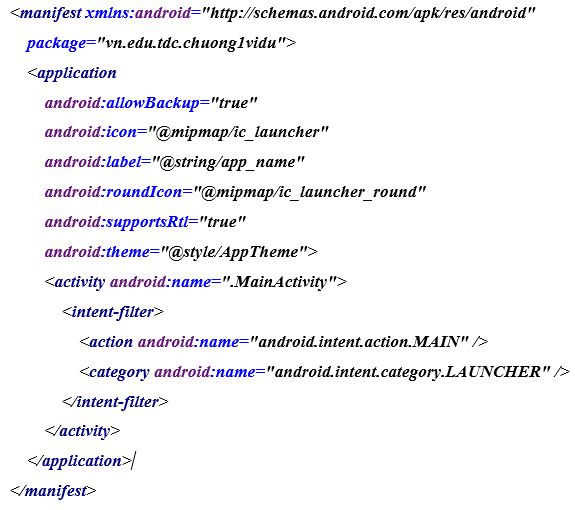 <manifest xmlns:android="http://schemas.android.com/apk/res/android"
package="vn.edu.tdc.chuong1vidu">
<application
android:allowBackup="true"
android:icon="@mipmap/ic_launcher"
android:label="@string/app_name"
android:roundIcon="@mipmap/ic_launcher_round"
android:supportsRtl="true"
android:theme="@style/AppTheme">
<activity android:name=".MainActivity">
<intent-filter>
<action android:name="android.intent.action.MAIN" />
<category android:name="android.intent.category.LAUNCHER" />
</intent-filter>
</activity>
</application>
</manifest>